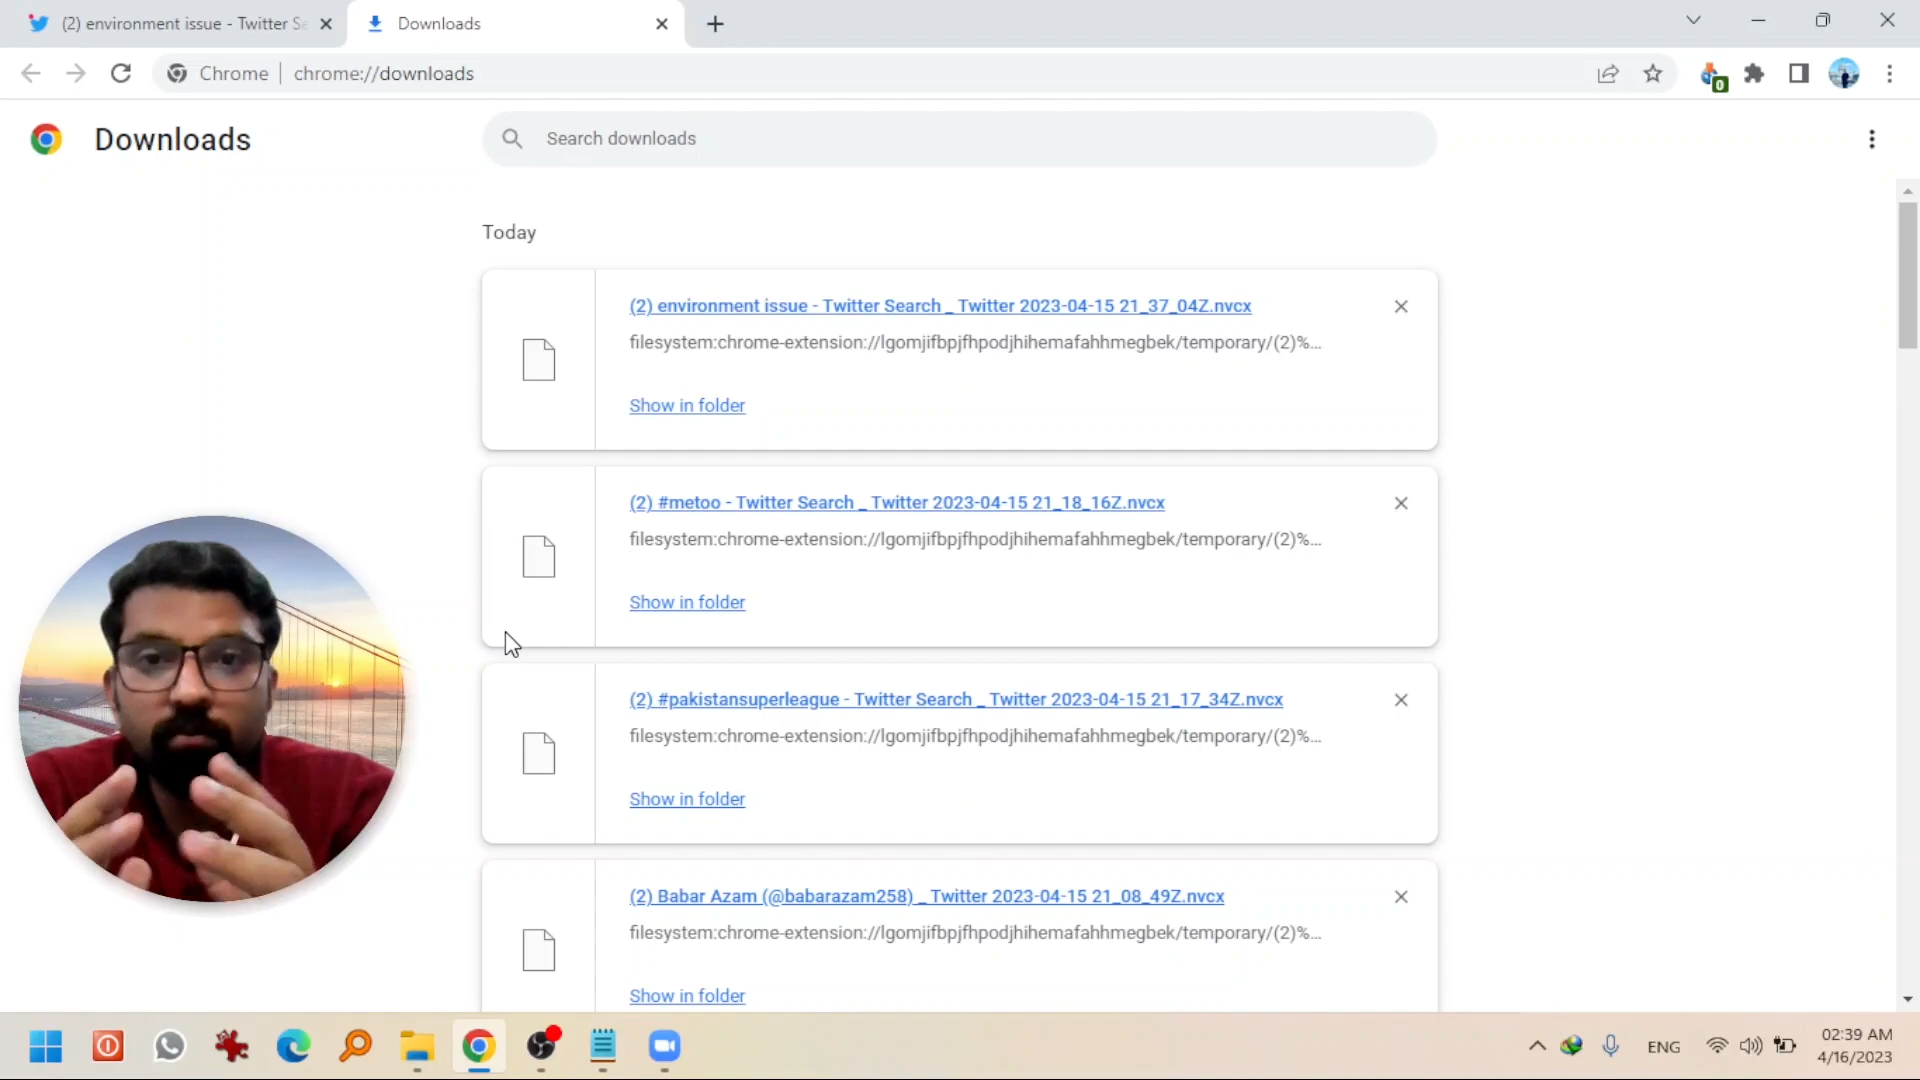 (2) environment issue - Twitter Se
Downloads
Chrome | chrome://downloads
0
Downloads
Search downloads
Today
(2) environment issue - Twitter Search _ Twitter 2023-04-15 21_37_04Z.nvcx
filesystem:chrome-extension://lgomjifbpjfhpodjhihemafahhmegbek/temporary/(2)%...
Show in folder
(2) #metoo - Twitter Search _ Twitter 2023-04-15 21_18_16Z.nvcx
filesystem:chrome-extension://lgomjifbpjfhpodjhihemafahhmegbek/temporary/(2)%...
Show in folder
(2) #pakistansuperleague - Twitter Search _ Twitter 2023-04-15 21_17_34Z.nvcx
filesystem:chrome-extension://lgomjifbpjfhpodjhihemafahhmegbek/temporary/(2)%...
Show in folder
(2) Babar Azam (@babarazam258) _ Twitter 2023-04-15 21_08_49Z.nvcx
filesystem:chrome-extension://lgomjifbpjfhpodjhihemafahhmegbek/temporary/(2)%...
Show in folder
ENG
02:39 AM
4/16/2023